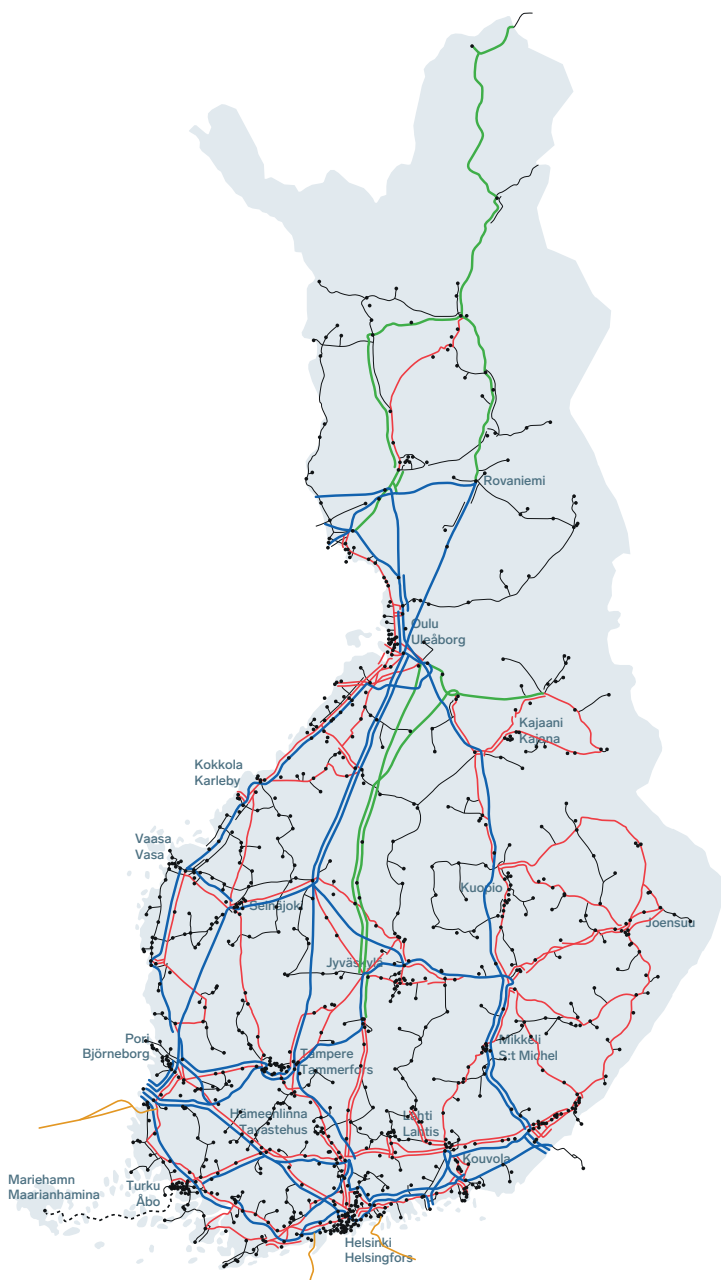 Rovaniemi
Oulu
Uleåborg
Kajaani
Kajana
Kokkola
Karleby
Vaasa
Vasa
Kuopio
Seinäjoki
Joensuu
Jyväskylä
Pori
Björneborg
Mikkeli
S:t Michel
Tampere
Tammerfors
Hämeenlinna
Tavastehus
Lahti
Lahtis
Kouvola
Mariehamn
Maarianhamina
Turku
Åbo
Helsinki
Helsingfors